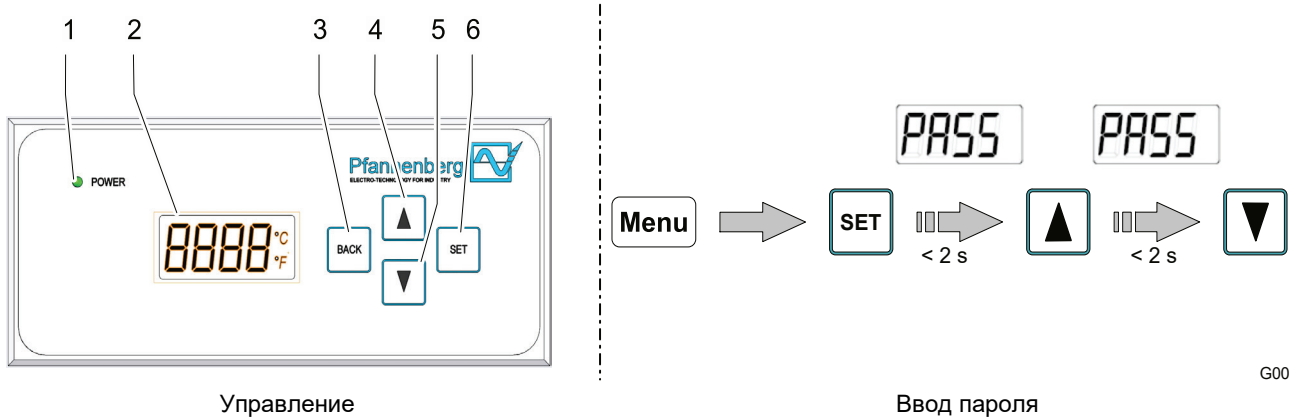 1 2 3 4 5 6
POWER
Pfannenberg
ELECTRO-TECHNOLOGY FOR INDUSTRY
8888 °C
°F
BACK
SET
PASS PASS
Menu
SET
< 2 s < 2 s
G00
Управление
Ввод пароля